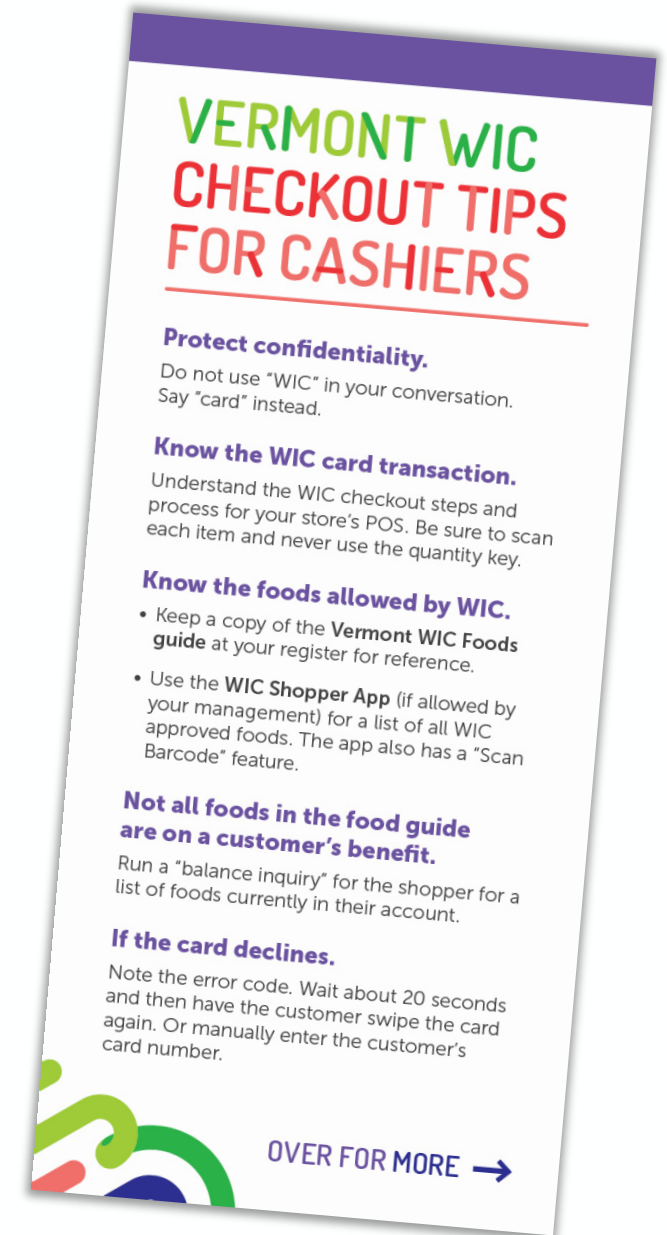 VERMONT WIC
CHECKOUT TIPS
FOR CASHIERS
Protect confidentiality.
Do not use “WIC” in your conversation.
Say “card” instead.
Know the WIC card transaction.
Understand the WIC checkout steps and
process for your store’s POS. Be sure to scan
each item and never use the quantity key.
Know the foods allowed by WIC.
• Keep a copy of the Vermont WIC Foods
guide at your register for reference.
• Use the WIC Shopper App (if allowed by
your management) for a list of all WIC
approved foods. The app also has a “Scan
Barcode” feature.
Not all foods in the food guide
are on a customer’s benefit.
Run a “balance inquiry” for the shopper for a
list of foods currently in their account.
If the card declines.
Note the error code. Wait about 20 seconds
and then have the customer swipe the card
again. Or manually enter the customer’s
card number.
OVER FOR MORE →